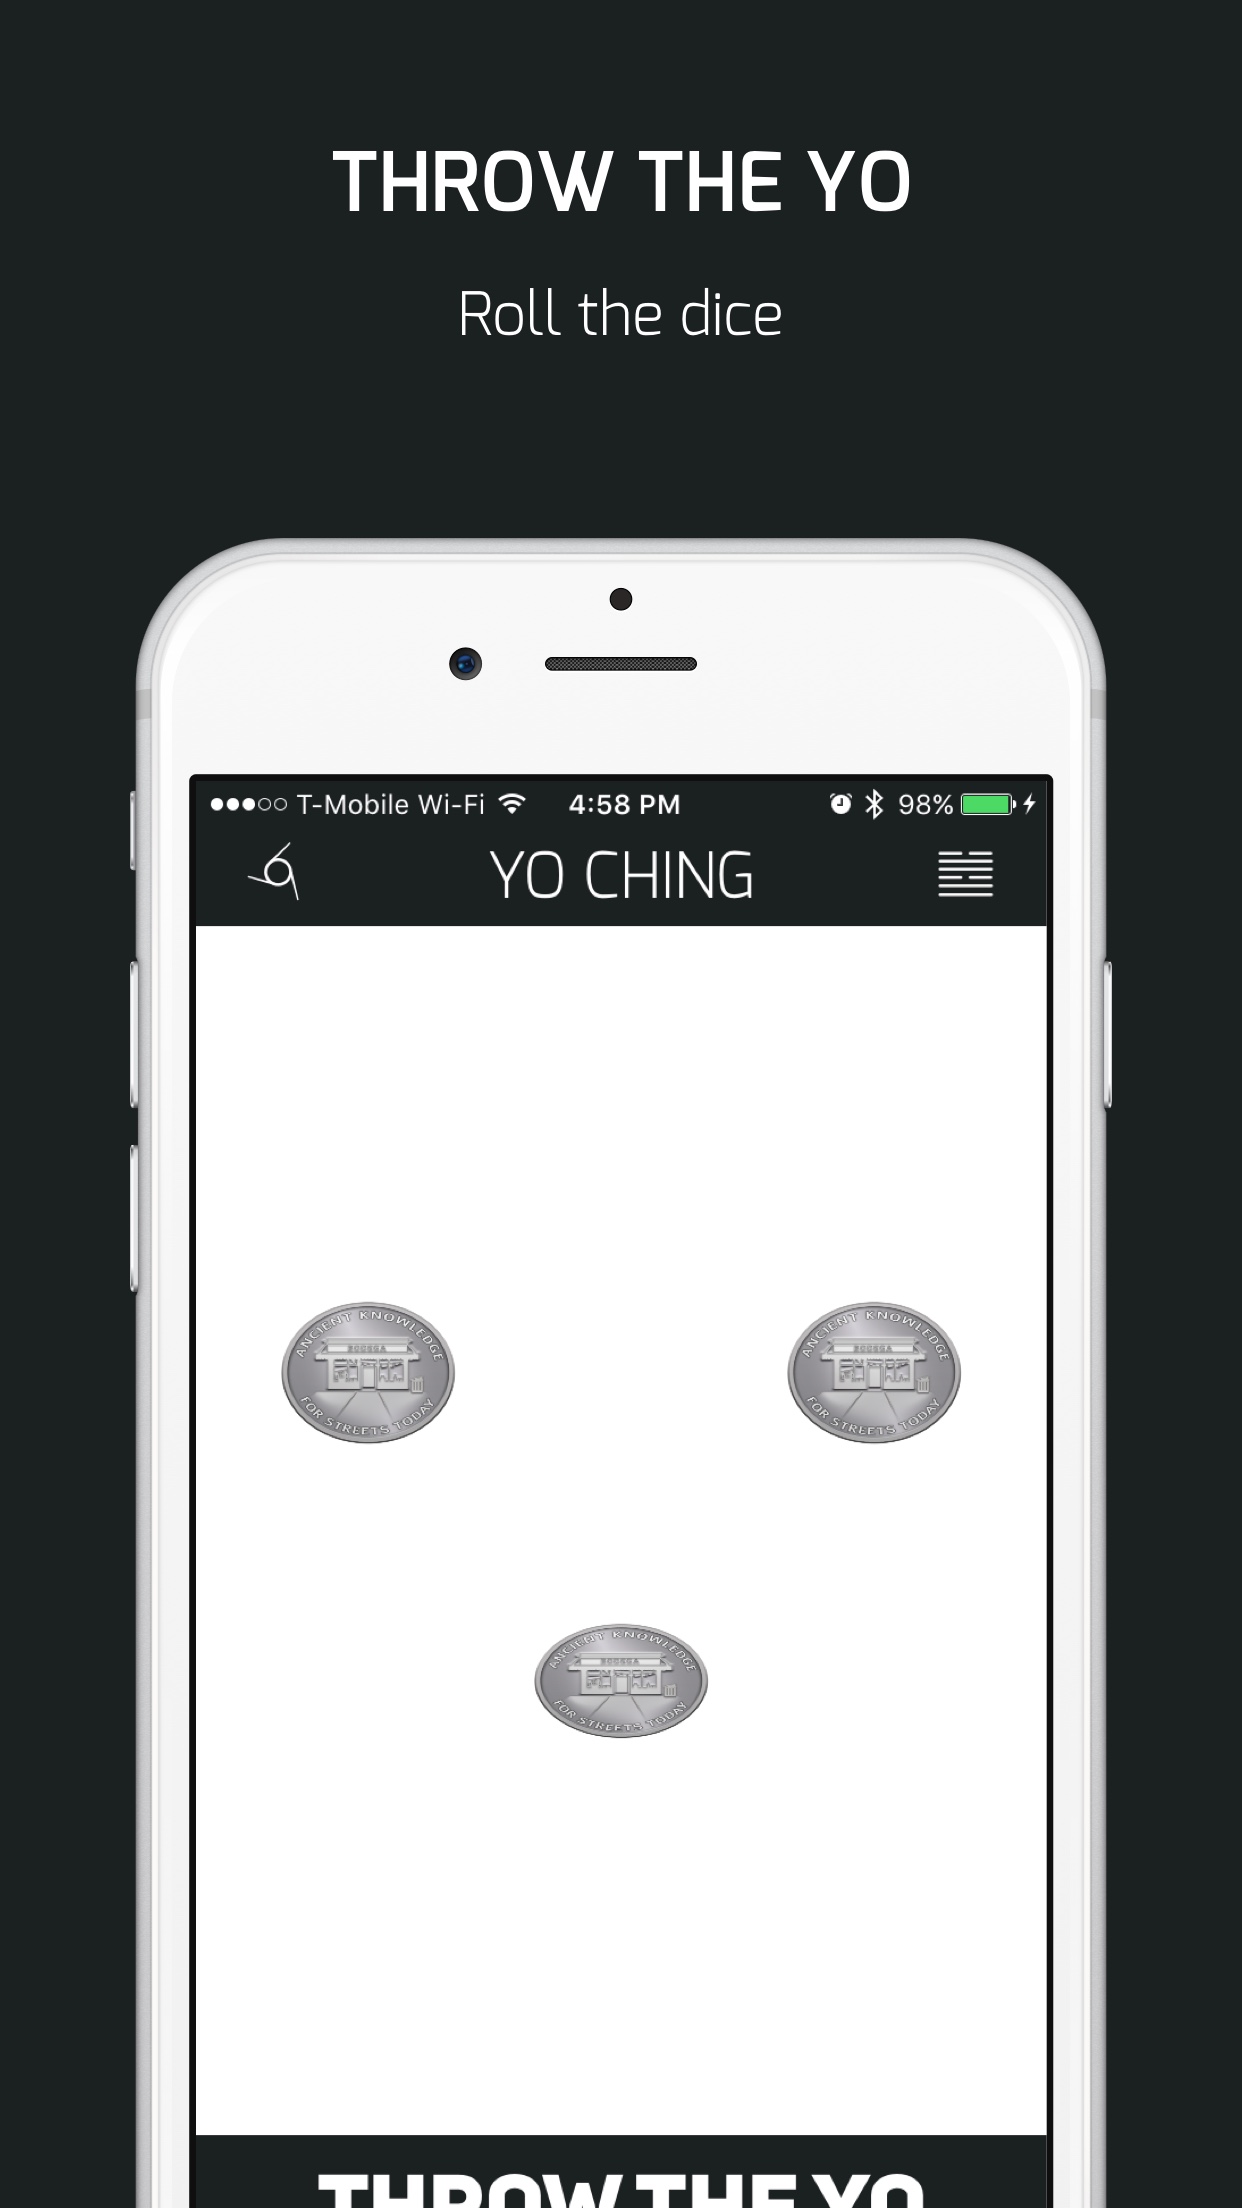 THROW THE YO
Roll the dice
T-Mobile Wi-Fi 4:58 PM 98%
YO CHING
ANCIENT KNOWLEDGE
BODEGA
FOR STREETS TODAY
ANCIENT KNOWLEDGE
BODEGA
FOR STREETS TODAY
ANCIENT KNOWLEDGE
BODEGA
FOR STREETS TODAY
THROW THE YO